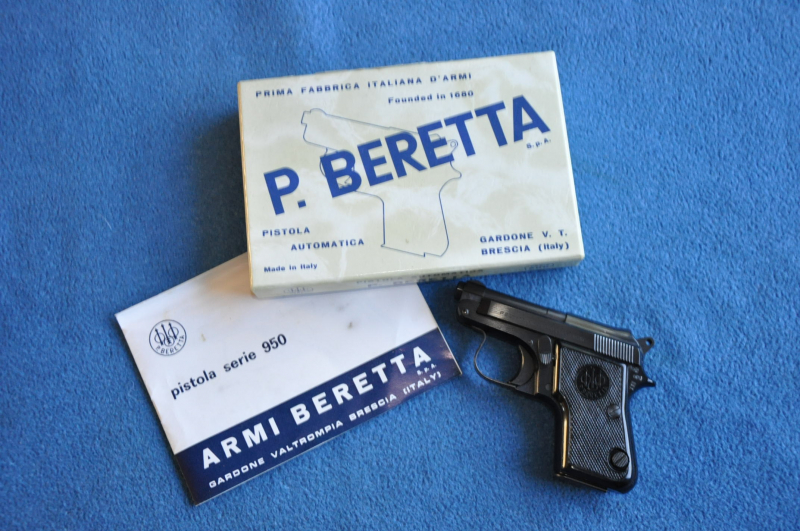 PRIMA FABBRICA ITALIANA D'ARMI
Founded in 1680
P. BERETTA
S.p.A.
PISTOLA
AUTOMATICA
GARDONE V. T.
BRESCIA (Italy)
Made in Italy
P. BERETTA
pistola serie 950
ARMI BERETTA
S.p.A.
GARDONE VALTROMPIA BRESCIA (ITALY)